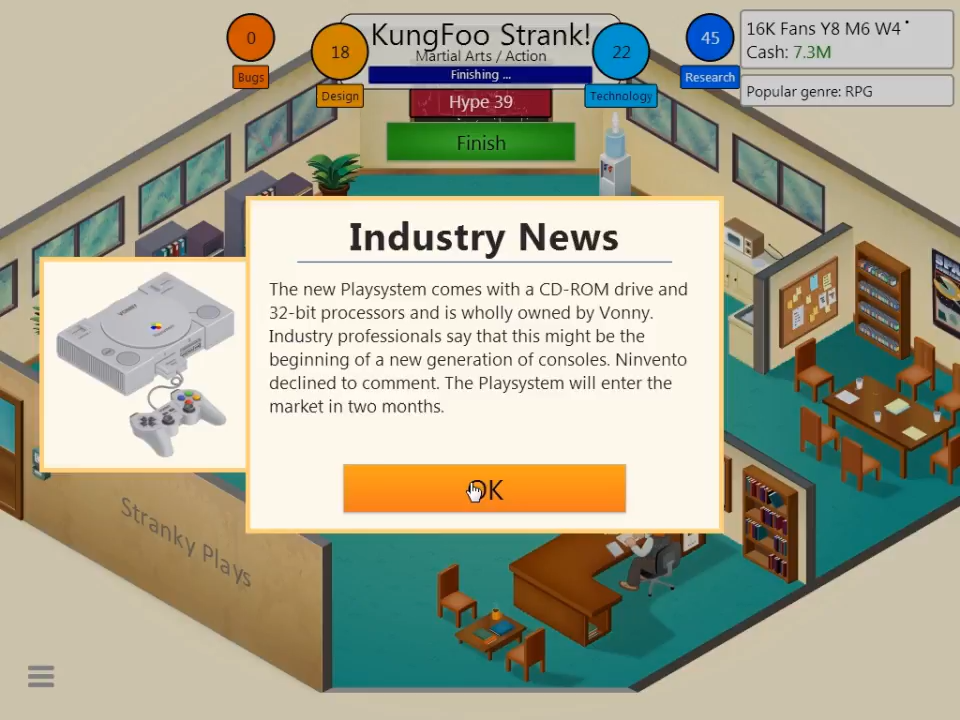 0
Bugs
18
Design
KungFoo Strank!
Martial Arts / Action
Finishing ...
Hype 39
Finish
22
Technology
45
Research
16K Fans Y8 M6 W4
Cash: 7.3M
Popular genre: RPG
Industry News
The new Playsystem comes with a CD-ROM drive and
32-bit processors and is wholly owned by Vonny.
Industry professionals say that this might be the
beginning of a new generation of consoles. Ninvento
declined to comment. The Playsystem will enter the
market in two months.
OK
Stranky Plays